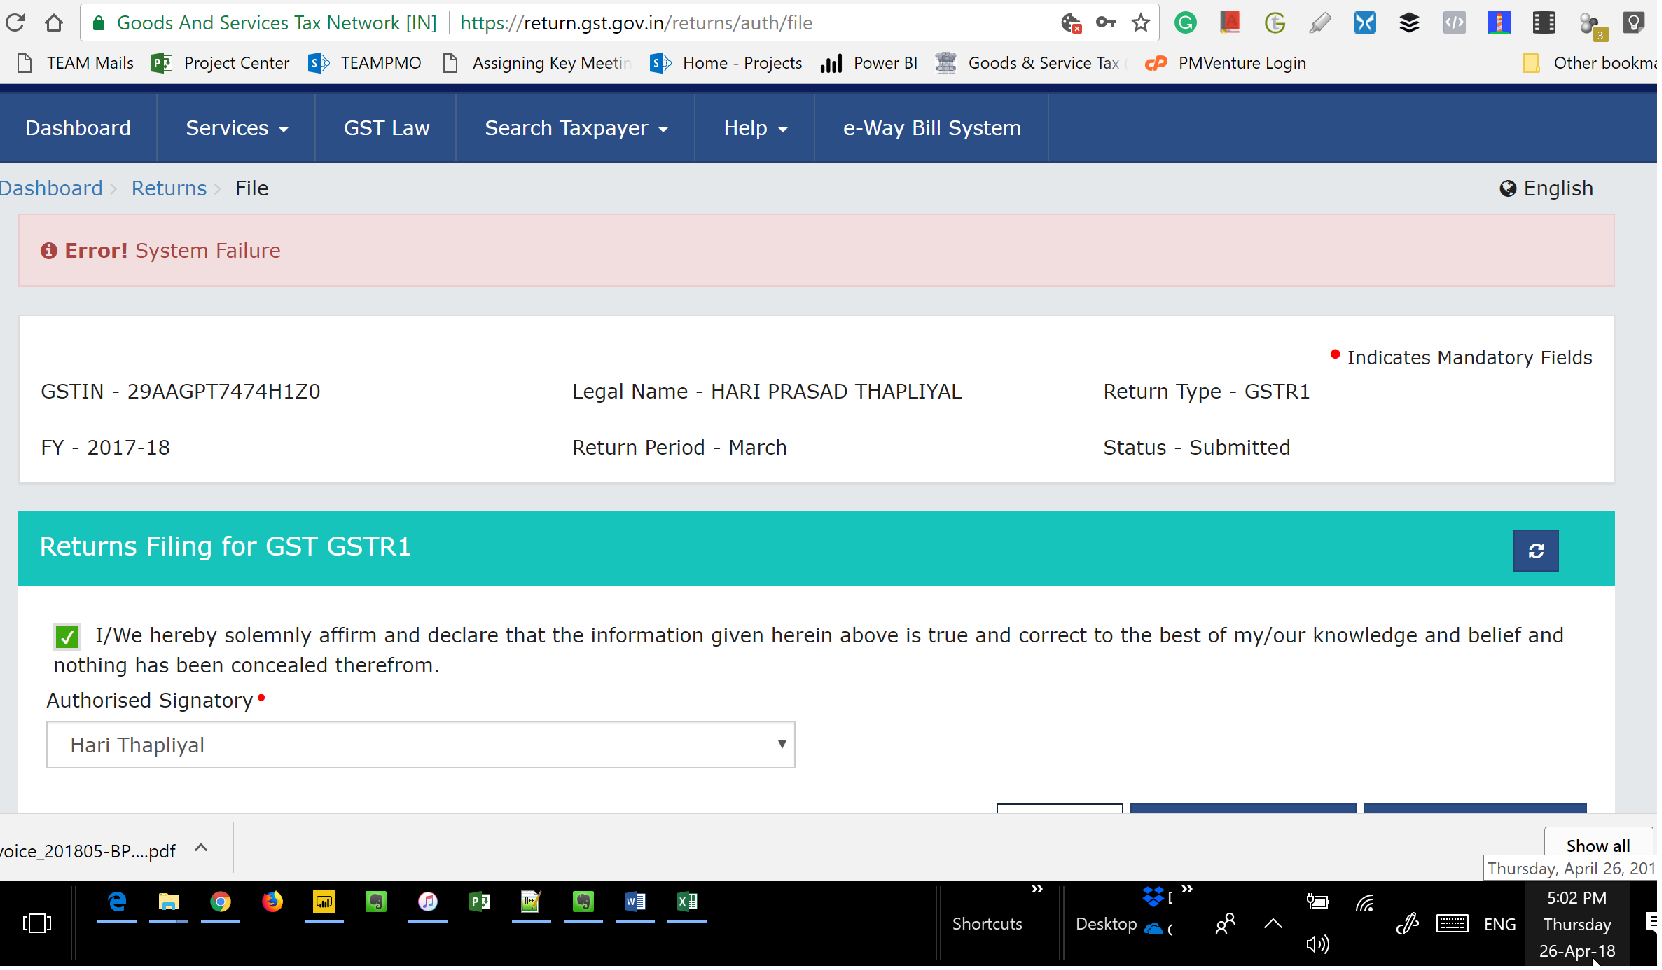 Goods And Services Tax Network [IN] https://return.gst.gov.in/returns/auth/file
3
TEAM Mails Project Center TEAMPMO Assigning Key Meetin Home - Projects Power BI Goods & Service Tax ( PMVenture Login Other bookma
Dashboard Services GST Law Search Taxpayer Help e-Way Bill System
Dashboard > Returns > File English
Error! System Failure
• Indicates Mandatory Fields
GSTIN - 29AAGPT7474H1Z0 Legal Name - HARI PRASAD THAPLIYAL Return Type - GSTR1
FY - 2017-18 Return Period - March Status - Submitted
Returns Filing for GST GSTR1
I/We hereby solemnly affirm and declare that the information given herein above is true and correct to the best of my/our knowledge and belief and
nothing has been concealed therefrom.
Authorised Signatory•
Hari Thapliyal
voice_201805-BP....pdf Show all
Thursday, April 26, 201
5:02 PM
Shortcuts Desktop ENG Thursday
26-Apr-18